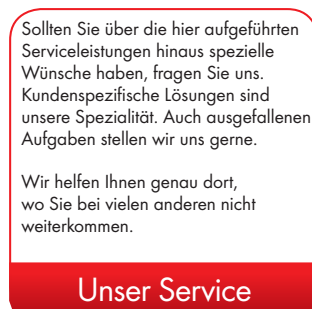 Sollten Sie über die hier aufgeführten
Serviceleistungen hinaus spezielle
Wünsche haben, fragen Sie uns.
Kundenspezifische Lösungen sind
unsere Spezialität. Auch ausgefallenen
Aufgaben stellen wir uns gerne.
Wir helfen Ihnen genau dort,
wo Sie bei vielen anderen nicht
weiterkommen.
Unser Service